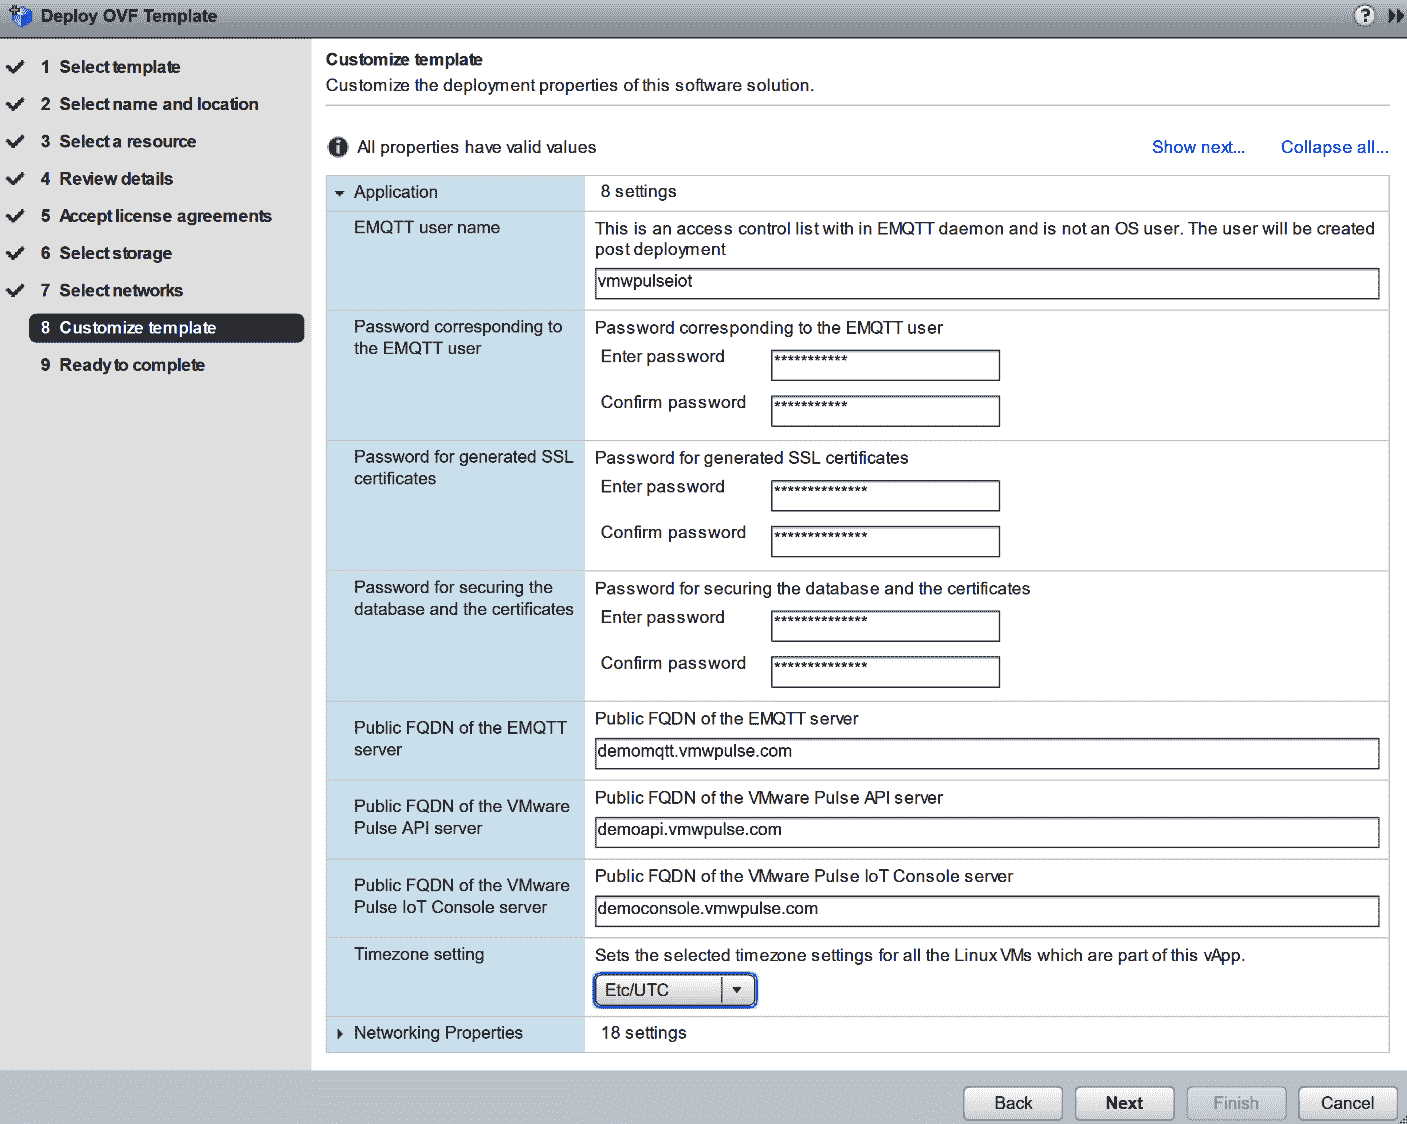 Deploy OVF Template
?
1 Select template
2 Select name and location
3 Select a resource
4 Review details
5 Accept license agreements
6 Select storage
7 Select networks
8 Customize template
9 Ready to complete
Customize template
Customize the deployment properties of this software solution.
All properties have valid values
Show next...
Collapse all...
Application
8 settings
EMQTT user name
This is an access control list with in EMQTT daemon and is not an OS user. The user will be created
post deployment
vmwpulseiot
Password corresponding to
the EMQTT user
Password corresponding to the EMQTT user
Enter password
***********
Confirm password
***********
Password for generated SSL
certificates
Password for generated SSL certificates
Enter password
**************
Confirm password
**************
Password for securing the
database and the certificates
Password for securing the database and the certificates
Enter password
**************
Confirm password
**************
Public FQDN of the EMQTT
server
Public FQDN of the EMQTT server
demomqtt.vmwpulse.com
Public FQDN of the VMware
Pulse API server
Public FQDN of the VMware Pulse API server
demoapi.vmwpulse.com
Public FQDN of the VMware
Pulse IoT Console server
Public FQDN of the VMware Pulse IoT Console server
democonsole.vmwpulse.com
Timezone setting
Sets the selected timezone settings for all the Linux VMs which are part of this vApp.
Etc/UTC
Networking Properties
18 settings
Back
Next
Finish
Cancel